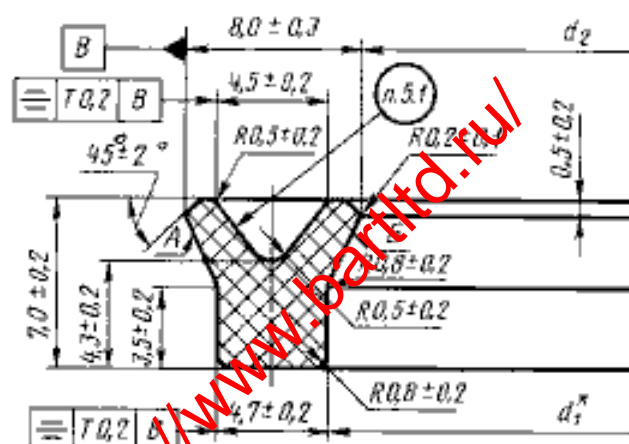 8,0 ± 0,3
d₂
В
4,5 ± 0,2
Т 0,2 В
п.5.1
R0,5 ± 0,2
45° ± 2°
0,5 ± 0,2
А
7,0 ± 0,2
4,3 ± 0,2
3,5 ± 0,2
R0,8 ± 0,2
R0,5 ± 0,2
R0,8 ± 0,2
Т 0,2
4,7 ± 0,2
d₁*
//www.bartltd.ru/